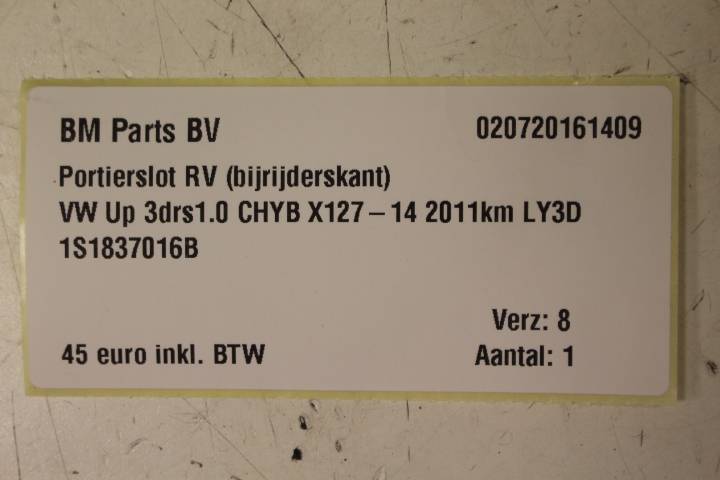 BM Parts BV 020720161409
Portierslot RV (bijrijderskant)
VW Up 3drs1.0 CHYB X127 – 14 2011km LY3D
1S1837016B
Verz: 8
45 euro inkl. BTW Aantal: 1